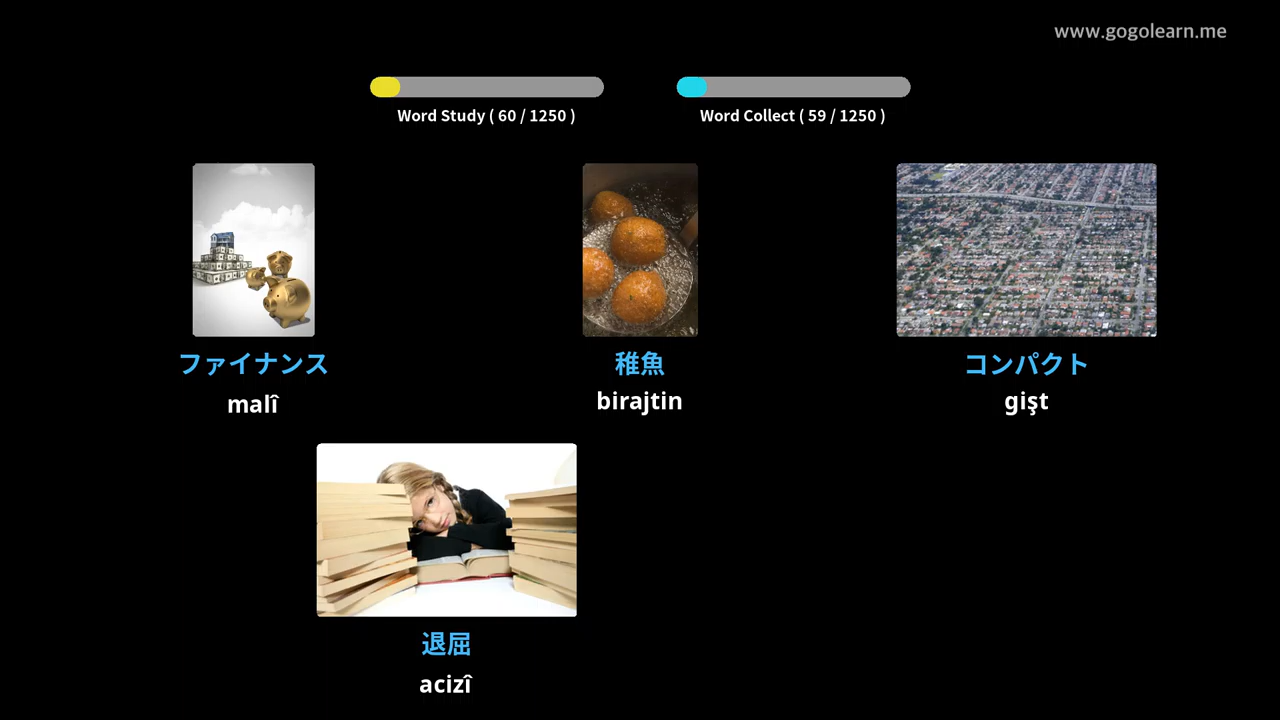 www.gogolearn.me
Word Study ( 60 / 1250 )
Word Collect ( 59 / 1250 )
ファイナンス
malî
稚魚
birajtin
コンパクト
gişt
退屈
acizî